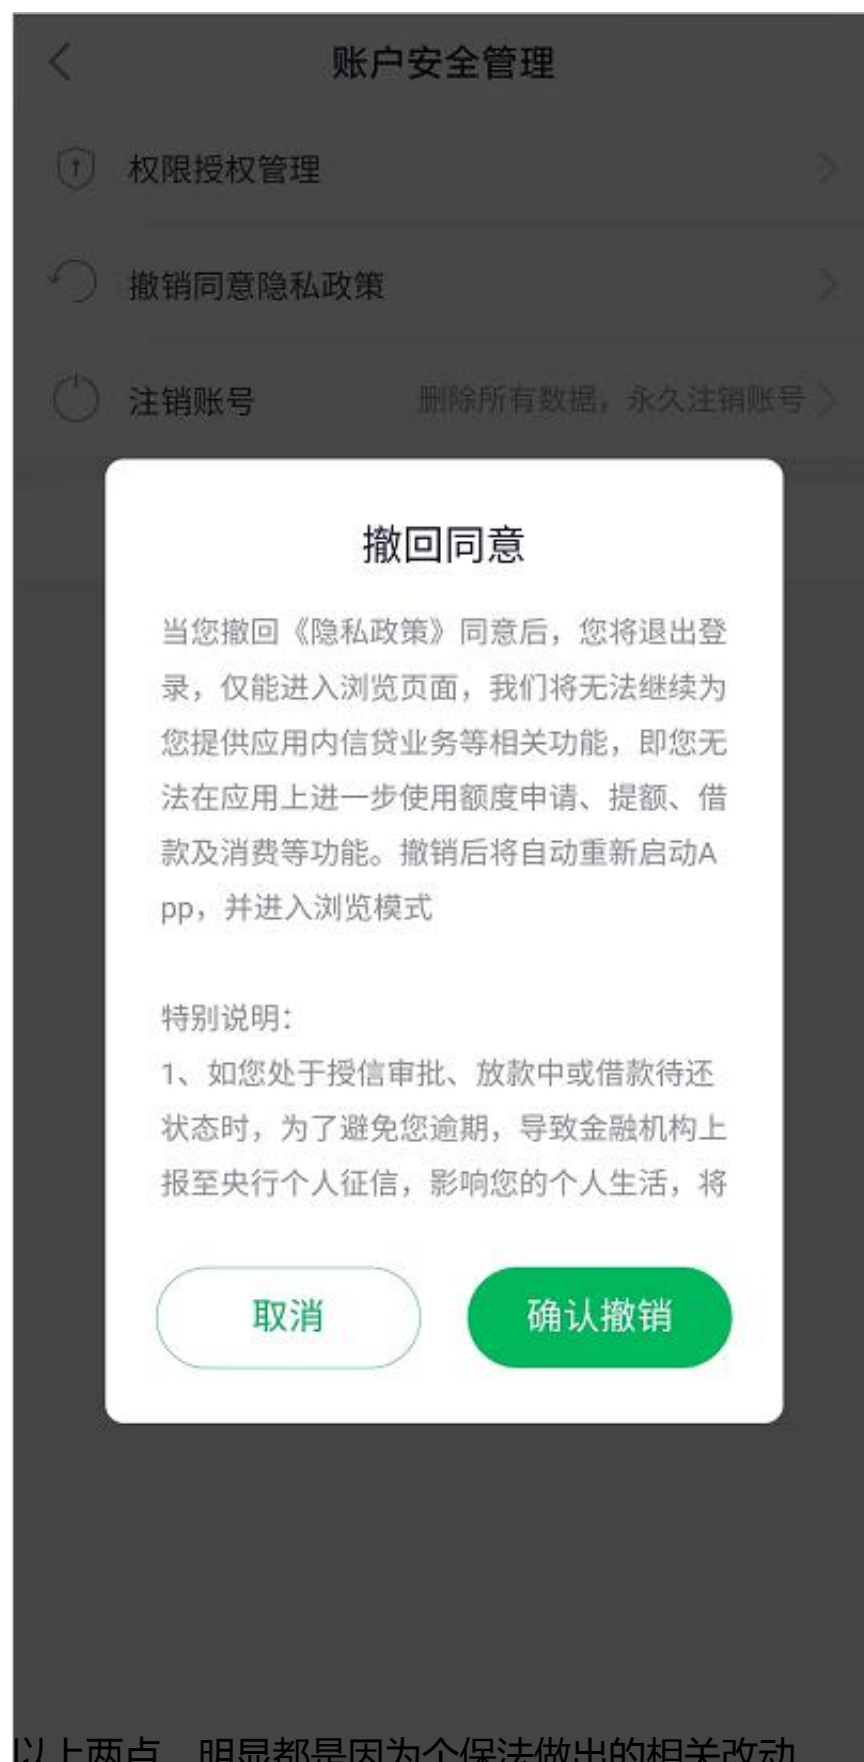 账户安全管理
权限授权管理
撤销同意隐私政策
注销账号 删除所有数据，永久注销账号
撤回同意
当您撤回《隐私政策》同意后，您将退出登
录，仅能进入浏览页面，我们将无法继续为
您提供应用内信贷业务等相关功能，即您无
法在应用上进一步使用额度申请、提额、借
款及消费等功能。撤销后将自动重新启动A
pp，并进入浏览模式
特别说明：
1、如您处于授信审批、放款中或借款待还
状态时，为了避免您逾期，导致金融机构上
报至央行个人征信，影响您的个人生活，将
取消 确认撤销
以上两点，明显都是因为个保法做出的相关改动